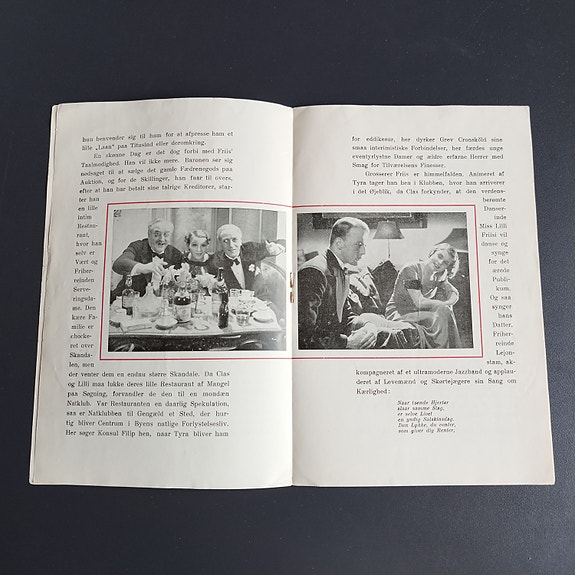 hun henvender sig til ham for at afpresse ham et
lille „Laan“ paa Titusind eller deromkring.
En skønne Dag er det dog forbi med Friis'
Taalmodighed. Han vil ikke mere. Baronen ser sig
nødsaget til at sælge det gamle Fædrenegods paa
Auktion, og for de Skillinger, han faar til overs,
efter at han har betalt sine talrige Kreditorer, star-
ter han
en lille
intim
Restau-
rant,
hvor han
selv er
Vært og
Friher-
reinden
Serve-
ringsda-
me. Den
kære Fa-
milie er
chocke-
ret over
Skanda-
len, men
der venter dem en endnu større Skandale. Da Clas
og Lilli maa lukke deres lille Restaurant af Mangel
paa Søgning, forvandler de den til en mondæn
Natklub. Var Restauranten en daarlig Spekulation,
saa er Natklubben til Gengæld et Sted, der hur-
tig bliver Centrum i Byens natlige Forlystelsesliv.
Her søger Konsul Filip hen, naar Tyra bliver ham
for eddikesur, her dyrker Grev Cronsköld sine
smaa interimistiske Forbindelser, her færdes unge
eventyrlystne Damer og ældre erfarne Herrer med
Smag for Tilværelsens Finesser.
Grosserer Friis er himmelfalden. Animeret af
Tyra tager han hen i Klubben, hvor han arriverer
i det Øjeblik, da Clas forkynder, at den verdens-
berømte
Danser-
inde
Miss Lilli
Friisi vil
danse og
synge
for det
ærede
Publi-
kum.
Og saa
synger
hans
Datter,
Friher-
reinde
Lejon-
stam, ak-
kompagneret af et ultramoderne Jazzband og applau-
deret af Levemænd og Skørtejægere sin Sang om
Kærlighed:
Naar tvende Hjerter
slaar samme Slag,
er selve Livet
en yndig Solskinsdag.
Den Lykke, du venter,
som giver dig Renter,